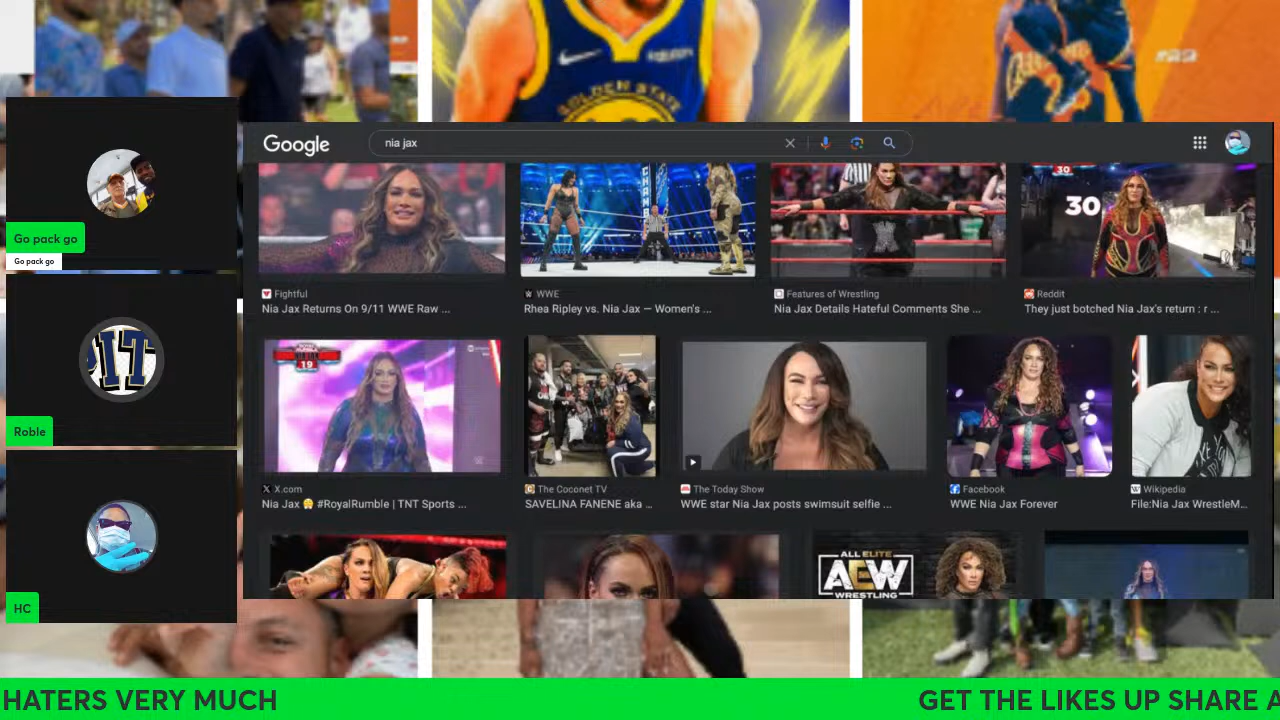 GOLDEN STATE
Google
nia jax
Go pack go
Go pack go
Roble
HC
30
30
Fightful
Nia Jax Returns On 9/11 WWE Raw ...
WWE
Rhea Ripley vs. Nia Jax — Women's ...
Features of Wrestling
Nia Jax Details Hateful Comments She ...
Reddit
They just botched Nia Jax's return : r ...
19
X.com
Nia Jax 😤 #RoyalRumble | TNT Sports ...
The Coconet TV
SAVELINA FANENE aka ...
The Today Show
WWE star Nia Jax posts swimsuit selfie ...
Facebook
WWE Nia Jax Forever
Wikipedia
File:Nia Jax WrestleM...
ALL ELITE
AEW
WRESTLING
HATERS VERY MUCH
GET THE LIKES UP SHARE A